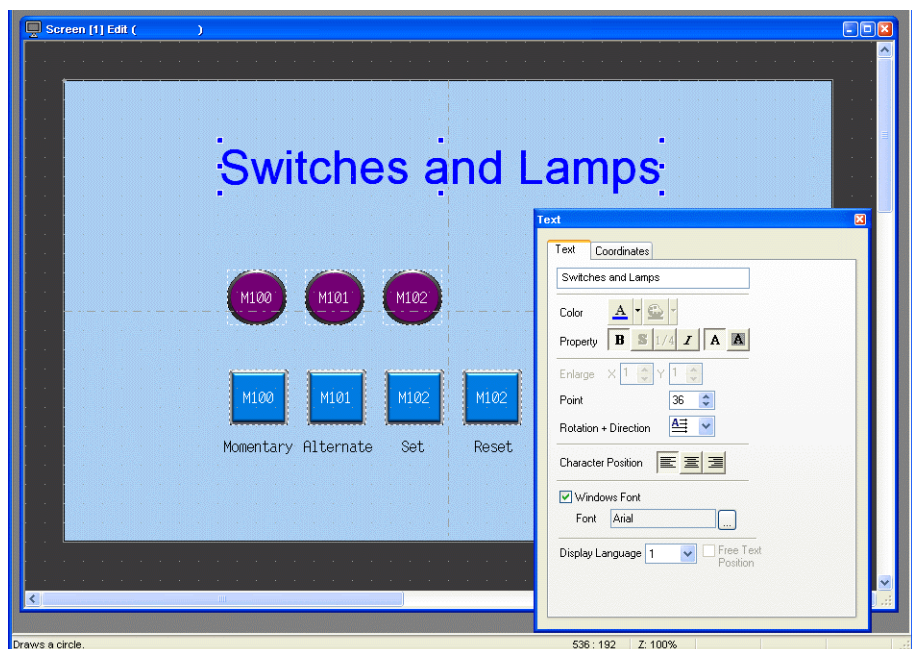 Screen [1] Edit ( )
Switches and Lamps
M100 M101 M102
M100 M101 M102 M102
Momentary Alternate Set Reset
Text
Text Coordinates
Switches and Lamps
Color A
Property B S 1/4 I A A
Enlarge X 1 Y 1
Point 36
Rotation + Direction A
Character Position
Windows Font
Font Arial ...
Display Language 1 Free Text
Position
Draws a circle. 536 : 192 Z: 100%